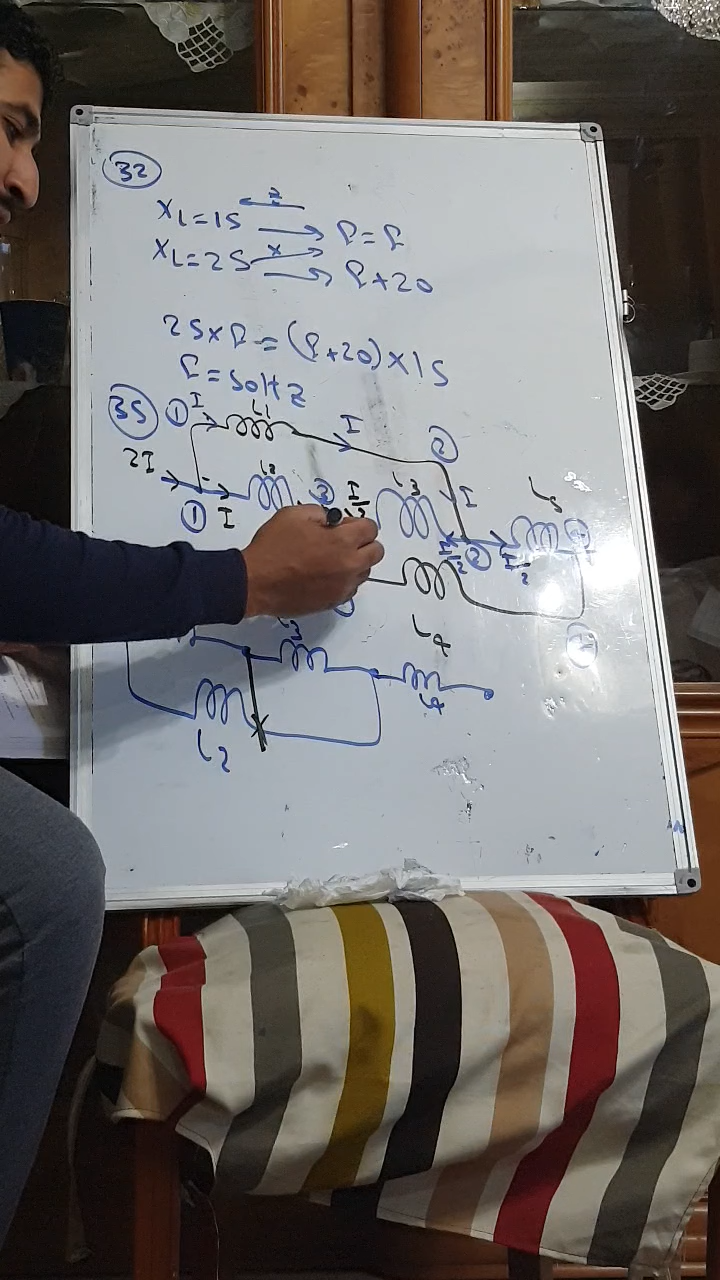 32
2
XL=15 → f=f
XL=25 x → f+20
25×f=(f+20)×15
f=50Hz
35 1 I L1 I 2
2I I L2 3 I/2 L3 I L5
1 I/2 2 I/2
L4
L3
L4
L2